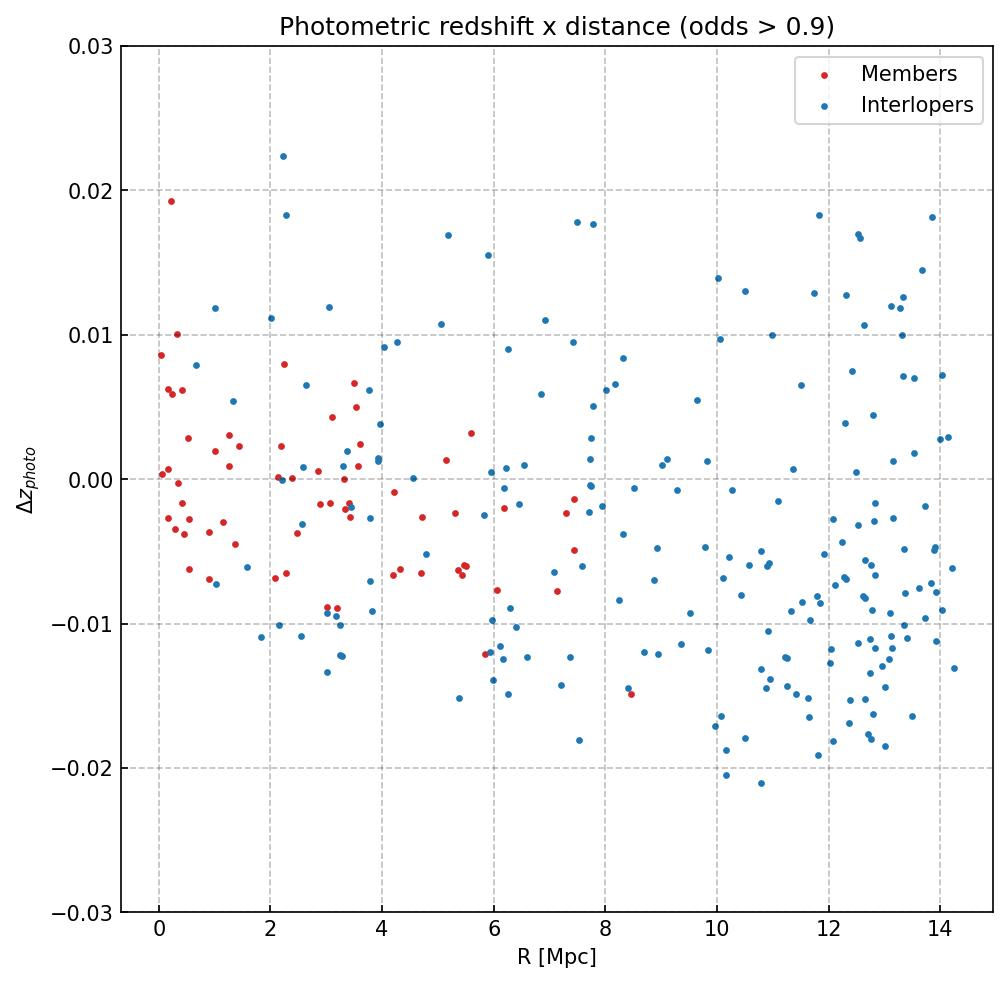 Photometric redshift x distance (odds > 0.9)
Members
Interlopers
0.03
0.02
0.01
0.00
−0.01
−0.02
−0.03
Δz_photo
0 2 4 6 8 10 12 14
R [Mpc]